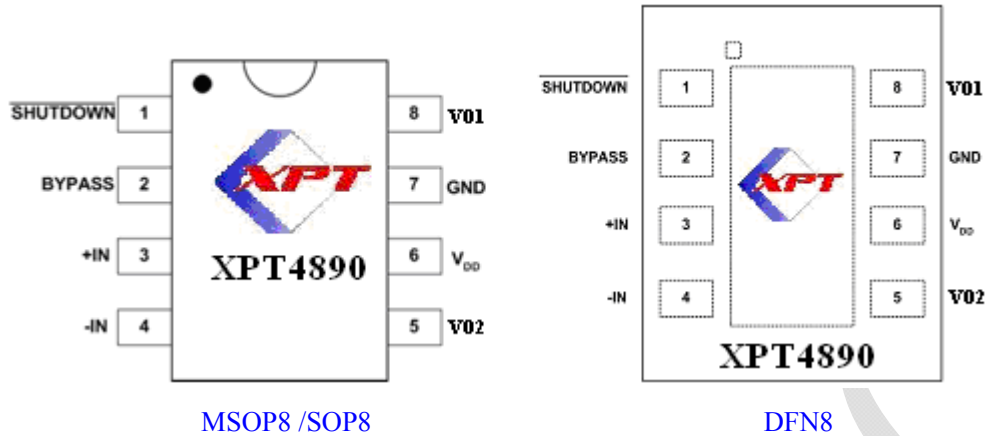 SHUTDOWN 1 8 V01
BYPASS 2 7 GND
XPT
+IN 3 6 VDD
XPT4890
-IN 4 5 V02
MSOP8 /SOP8
SHUTDOWN 1 8 V01
BYPASS 2 7 GND
XPT
+IN 3 6 VDD
-IN 4 5 V02
XPT4890
DFN8